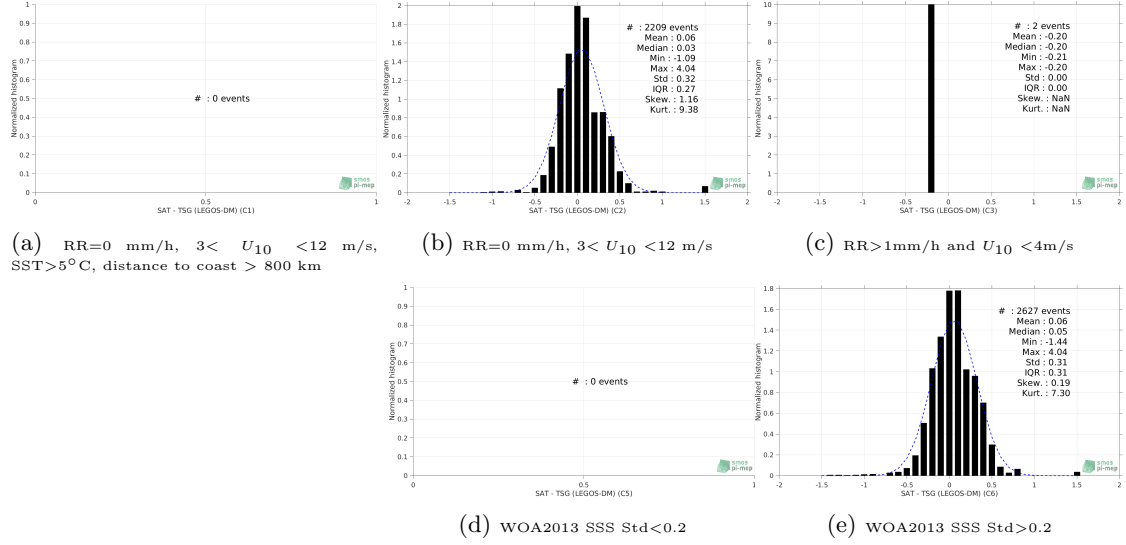 1
0.9
0.8
0.7
0.6
0.5
0.4
0.3
0.2
0.1
0
Normalized histogram
# : 0 events
0 0.5 1
SAT - TSG (LEGOS-DM) (C1)
smos
pi-mep
(a) RR=0 mm/h, 3< U10 <12 m/s,
SST>5°C, distance to coast > 800 km
2
1.8
1.6
1.4
1.2
1
0.8
0.6
0.4
0.2
0
Normalized histogram
# : 2209 events
Mean : 0.06
Median : 0.03
Min : -1.09
Max : 4.04
Std : 0.32
IQR : 0.27
Skew. : 1.16
Kurt. : 9.38
-2 -1.5 -1 -0.5 0 0.5 1 1.5 2
SAT - TSG (LEGOS-DM) (C2)
smos
pi-mep
(b) RR=0 mm/h, 3< U10 <12 m/s
10
9
8
7
6
5
4
3
2
1
0
Normalized histogram
# : 2 events
Mean : -0.20
Median : -0.20
Min : -0.21
Max : -0.20
Std : 0.00
IQR : 0.00
Skew. : NaN
Kurt. : NaN
-2 -1.5 -1 -0.5 0 0.5 1 1.5 2
SAT - TSG (LEGOS-DM) (C3)
smos
pi-mep
(c) RR>1mm/h and U10 <4m/s
1
0.9
0.8
0.7
0.6
0.5
0.4
0.3
0.2
0.1
0
Normalized histogram
# : 0 events
0 0.5 1
SAT - TSG (LEGOS-DM) (C5)
smos
pi-mep
(d) WOA2013 SSS Std<0.2
1.8
1.6
1.4
1.2
1
0.8
0.6
0.4
0.2
0
Normalized histogram
# : 2627 events
Mean : 0.06
Median : 0.05
Min : -1.44
Max : 4.04
Std : 0.31
IQR : 0.31
Skew. : 0.19
Kurt. : 7.30
-2 -1.5 -1 -0.5 0 0.5 1 1.5 2
SAT - TSG (LEGOS-DM) (C6)
smos
pi-mep
(e) WOA2013 SSS Std>0.2